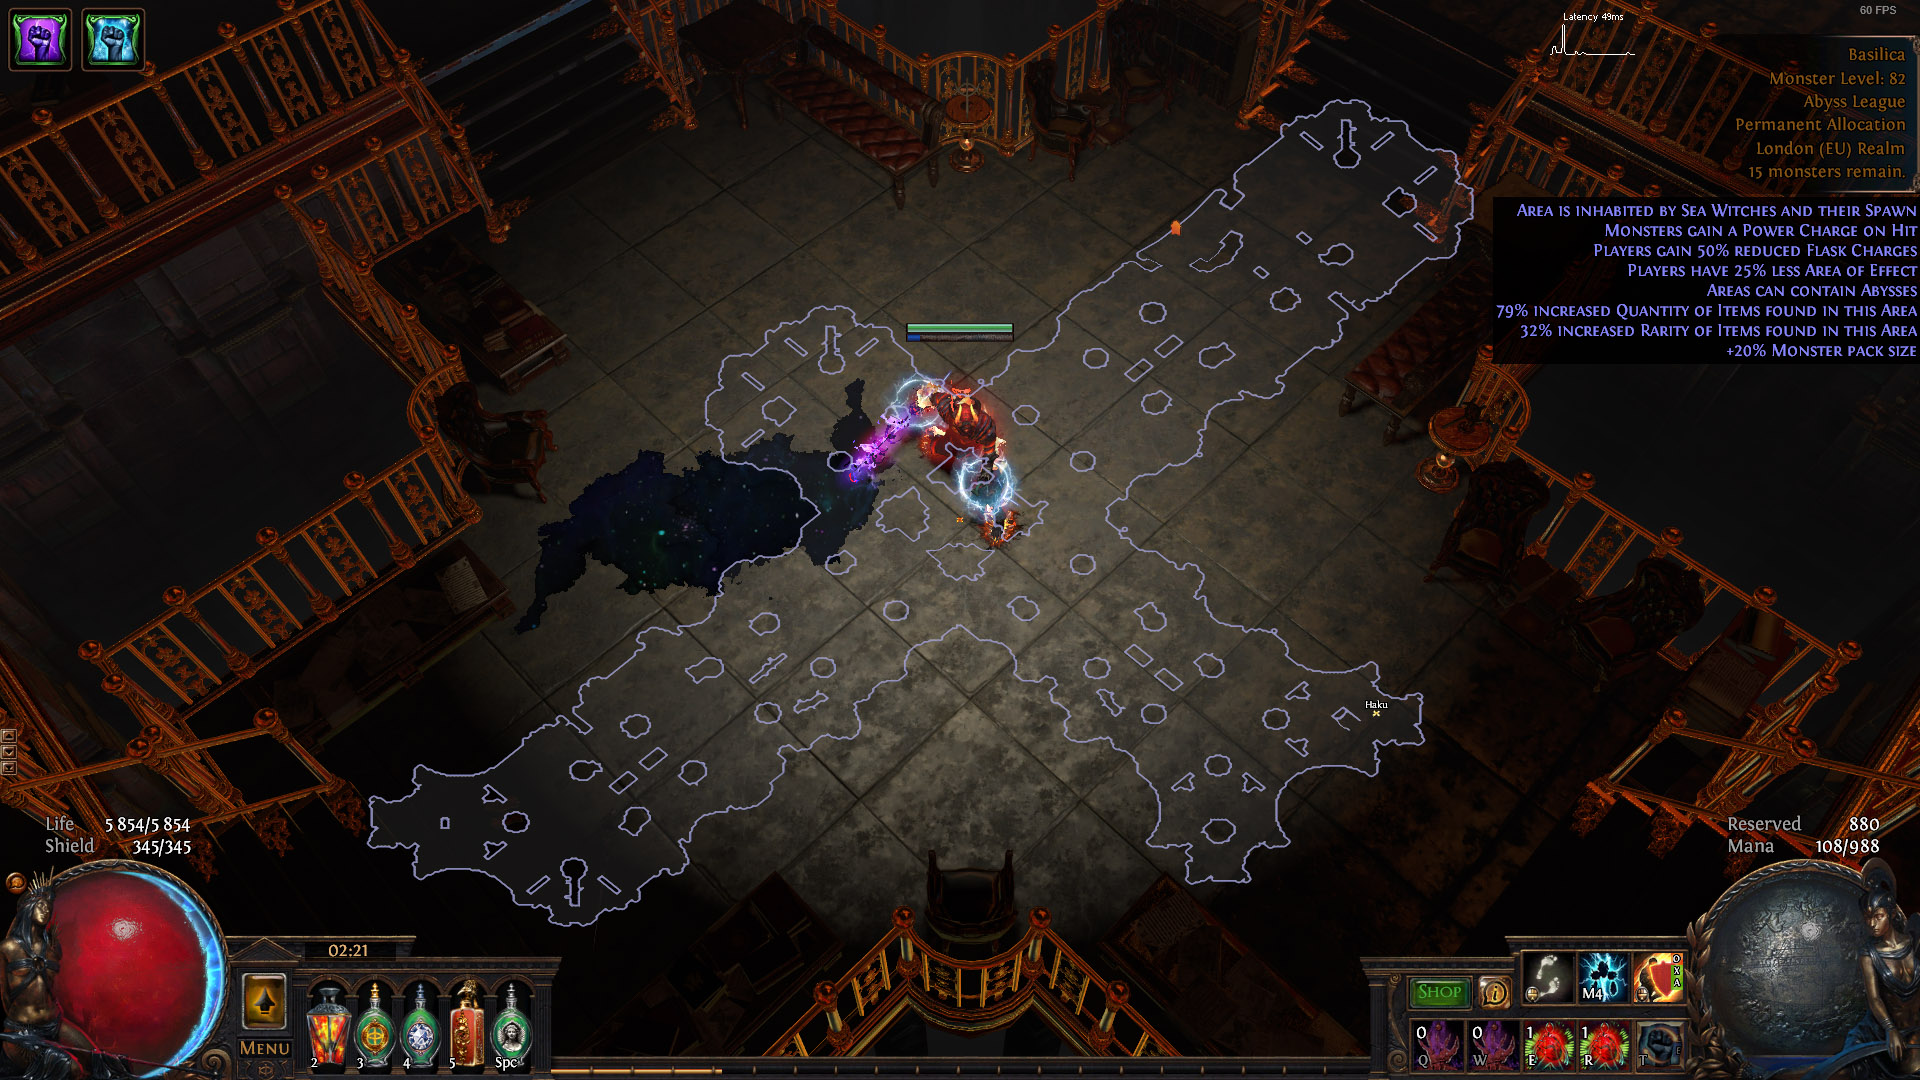 60 FPS
Latency 49ms
Basilica
Monster Level: 82
Abyss League
Permanent Allocation
London (EU) Realm
15 monsters remain.
Area is inhabited by Sea Witches and their Spawn
Monsters gain a Power Charge on Hit
Players gain 50% reduced Flask Charges
Players have 25% less Area of Effect
Areas can contain Abysses
79% increased Quantity of Items found in this Area
32% increased Rarity of Items found in this Area
+20% Monster pack size
Haku
Life 5 854/5 854
Shield 345/345
Reserved 880
Mana 108/988
02:21
Menu
2 3 4 5 Spc
Shop
M4
O
X
A
0 0 1 1
Q W E R T